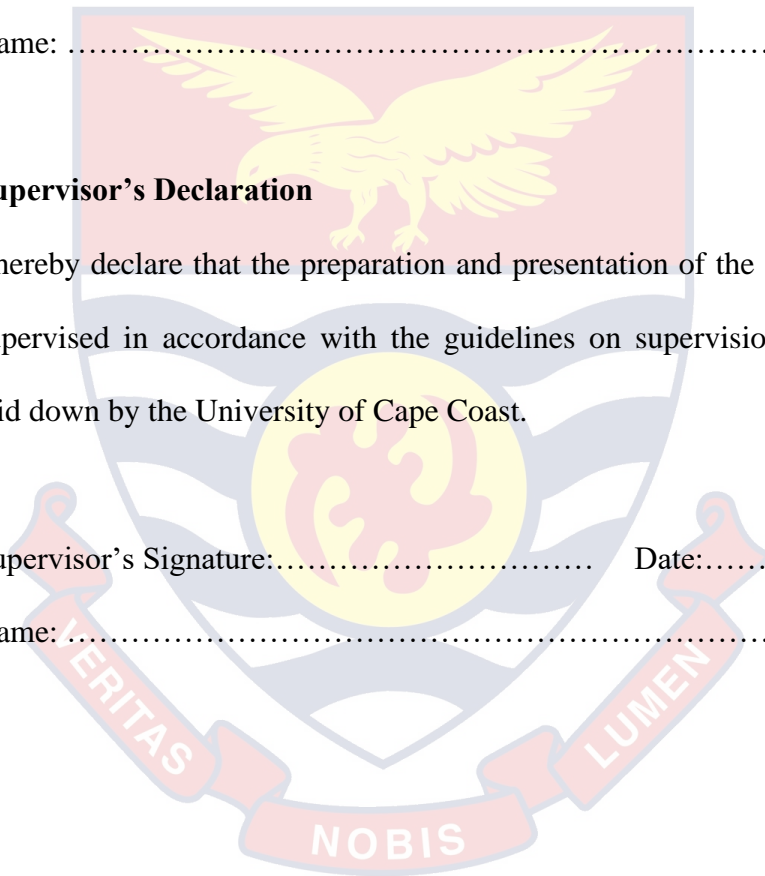 ame: ……………………………………………………………
upervisor’s Declaration
hereby declare that the preparation and presentation of the
pervised in accordance with the guidelines on supervisio
id down by the University of Cape Coast.
upervisor’s Signature:………………………… Date:……
ame: ……………………………………………………………
VERITAS
NOBIS
LUMEN